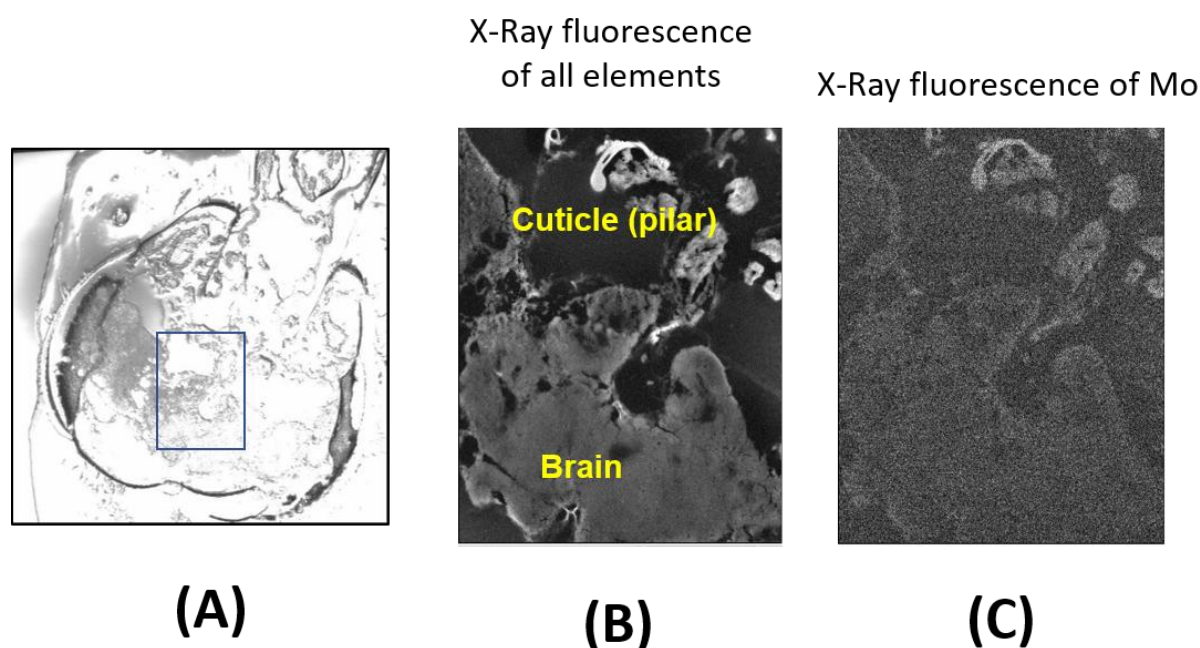 X-Ray fluorescence
of all elements
X-Ray fluorescence of Mo
Cuticle (pilar)
Brain
(A)
(B)
(C)